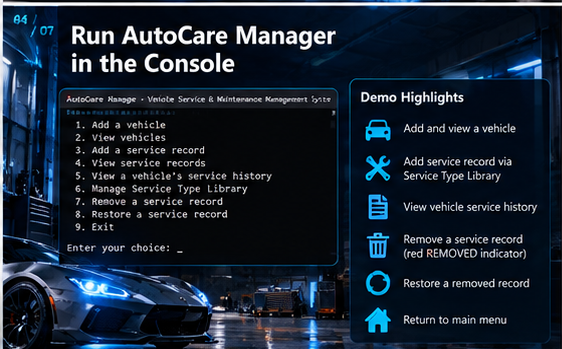 04
/ 07
Run AutoCare Manager
in the Console
AutoCare Manage - Vehicle Service & Maintenance Management Syste
1. Add a vehicle
2. View vehicles
3. Add a service record
4. View service records
5. View a vehicle's service history
6. Manage Service Type Library
7. Remove a service record
8. Restore a service record
9. Exit
Enter your choice: _
Demo Highlights
Add and view a vehicle
Add service record via
Service Type Library
View vehicle service history
Remove a service record
(red REMOVED indicator)
Restore a removed record
Return to main menu